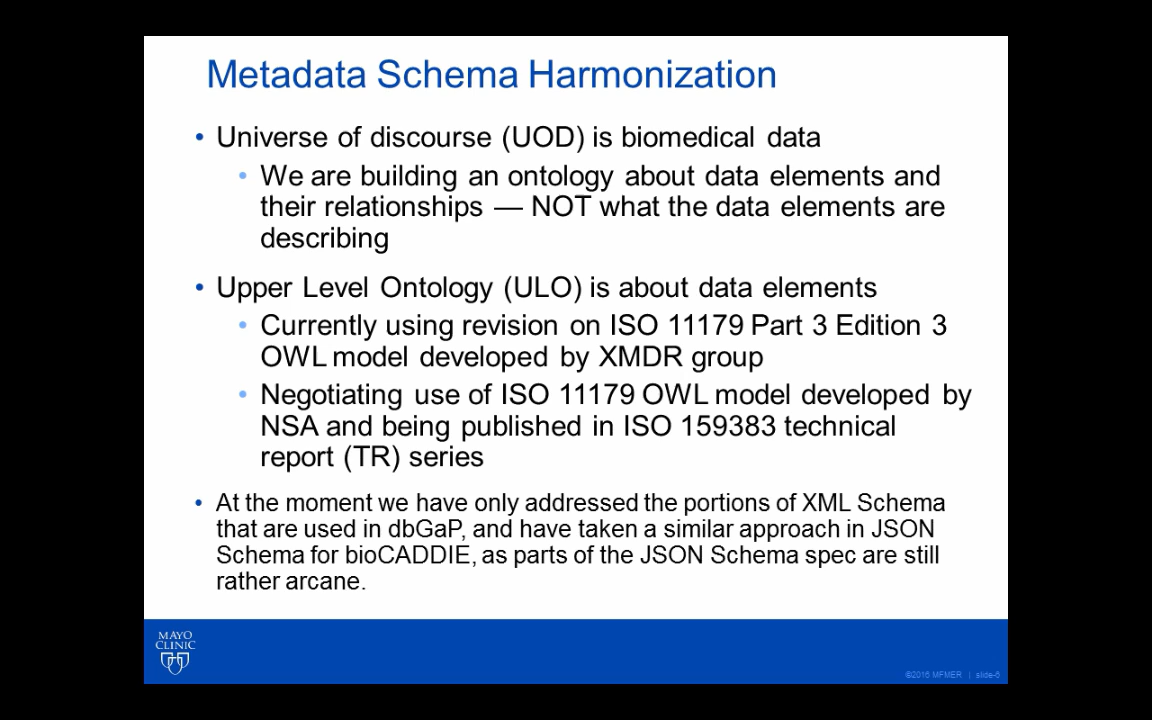 Metadata Schema Harmonization
• Universe of discourse (UOD) is biomedical data
• We are building an ontology about data elements and
their relationships — NOT what the data elements are
describing
• Upper Level Ontology (ULO) is about data elements
• Currently using revision on ISO 11179 Part 3 Edition 3
OWL model developed by XMDR group
• Negotiating use of ISO 11179 OWL model developed by
NSA and being published in ISO 159383 technical
report (TR) series
• At the moment we have only addressed the portions of XML Schema
that are used in dbGaP, and have taken a similar approach in JSON
Schema for bioCADDIE, as parts of the JSON Schema spec are still
rather arcane.
MAYO
CLINIC
©2016 MFMER | slide-6